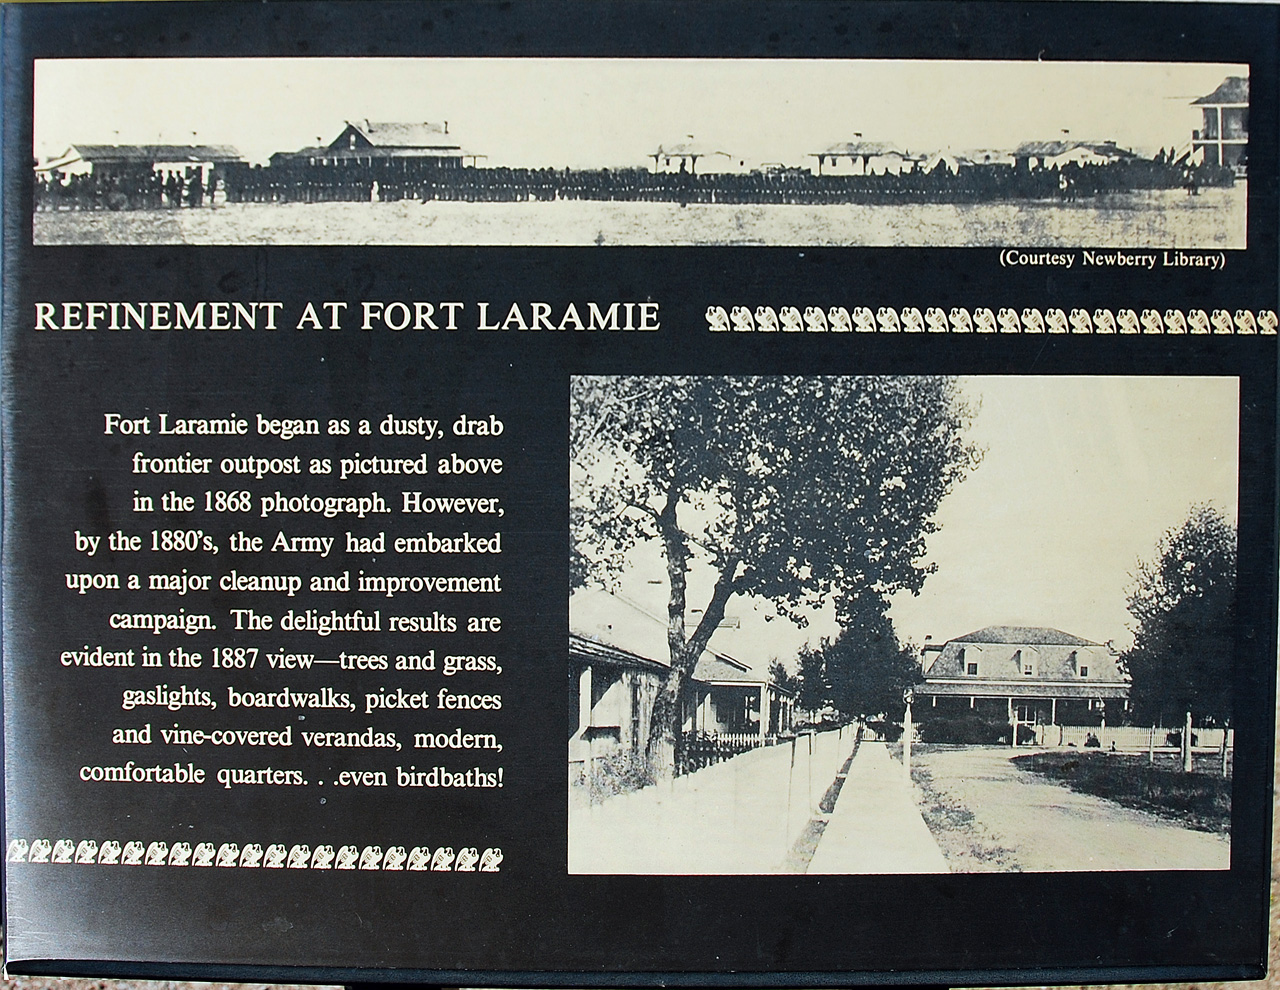 (Courtesy Newberry Library)
REFINEMENT AT FORT LARAMIE
Fort Laramie began as a dusty, drab
frontier outpost as pictured above
in the 1868 photograph. However,
by the 1880's, the Army had embarked
upon a major cleanup and improvement
campaign. The delightful results are
evident in the 1887 view—trees and grass,
gaslights, boardwalks, picket fences
and vine-covered verandas, modern,
comfortable quarters. . .even birdbaths!